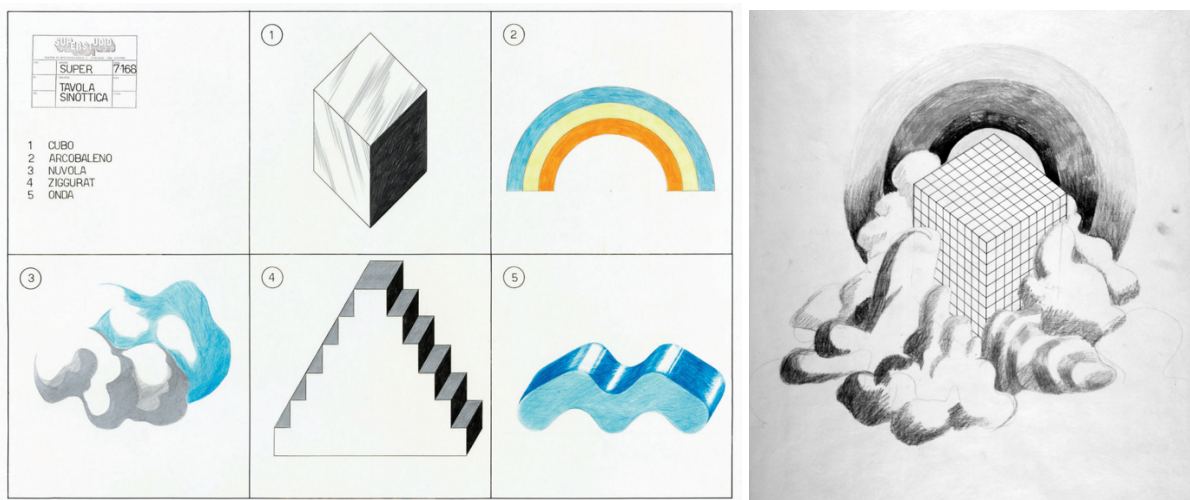 SUPER 7168
TAVOLA
SINOTTICA
1 CUBO
2 ARCOBALENO
3 NUVOLA
4 ZIGGURAT
5 ONDA
1
2
3
4
5